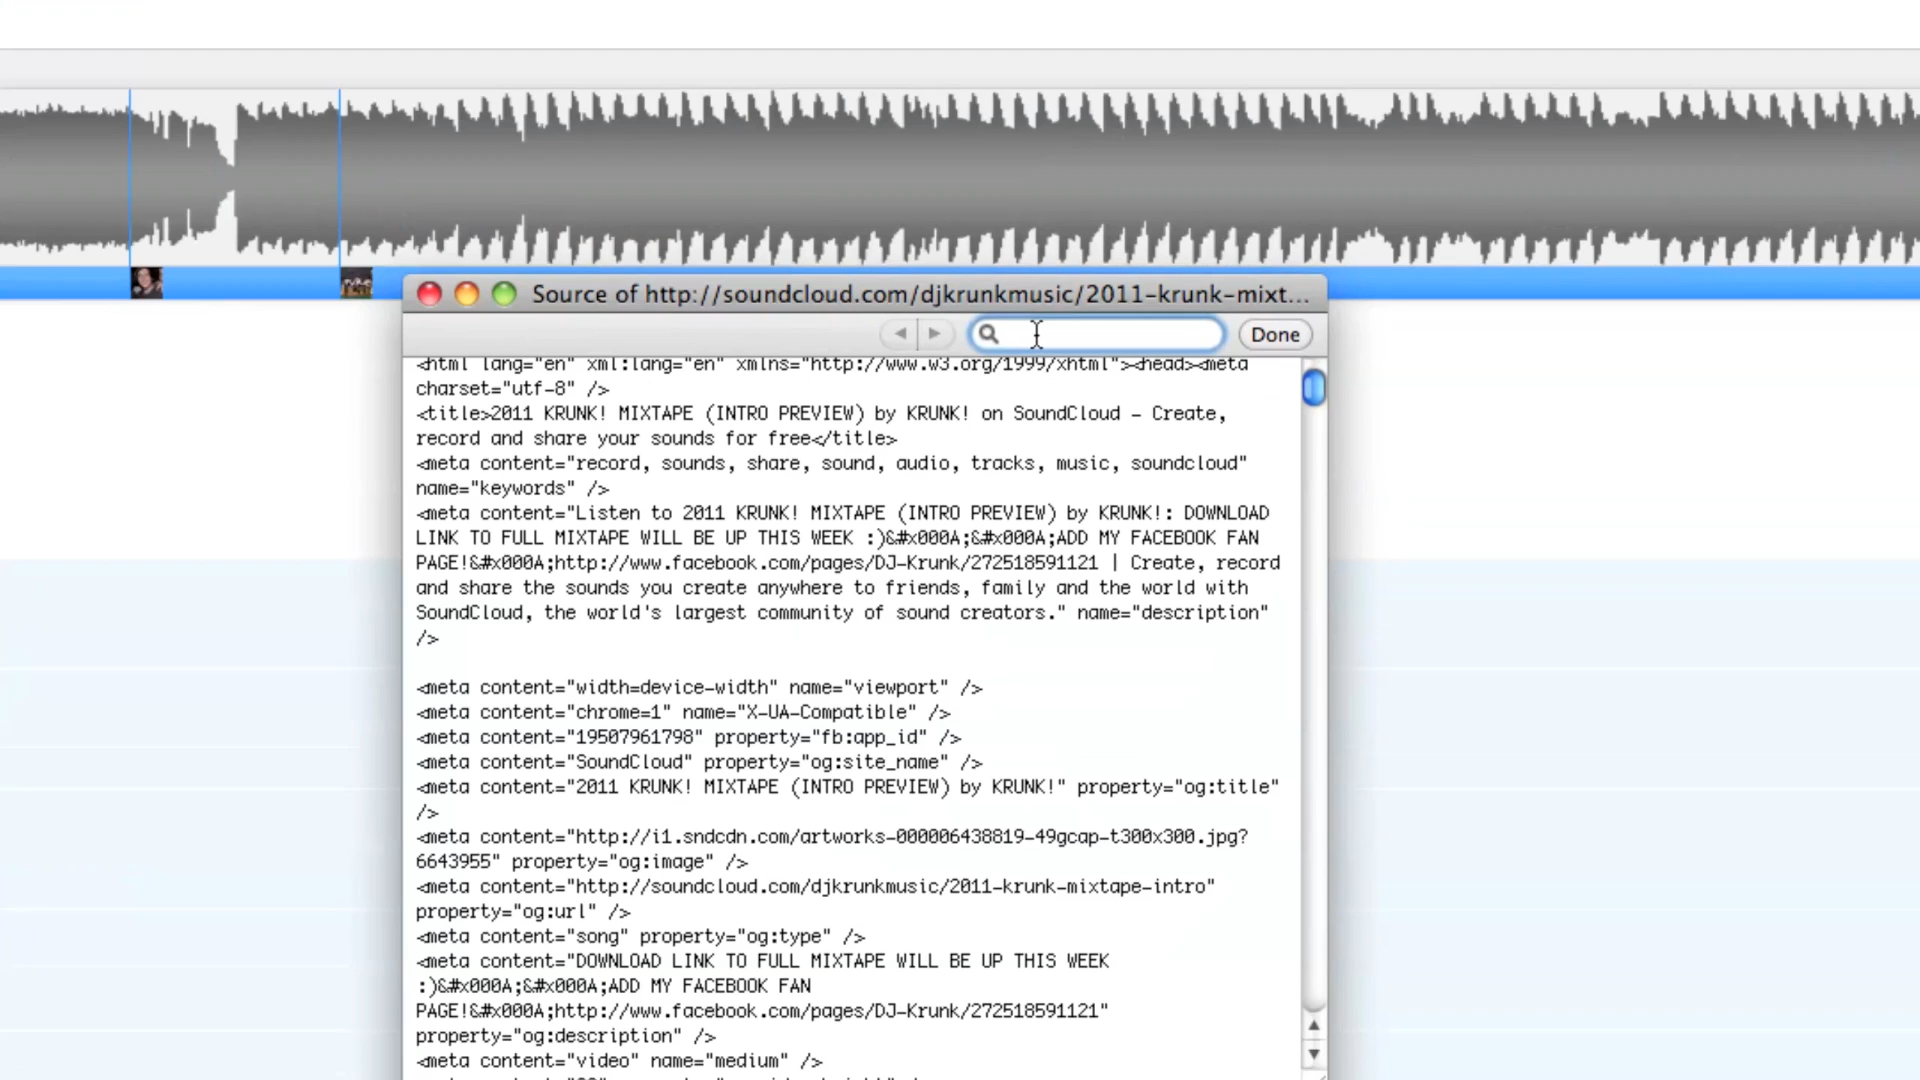 Source of http://soundcloud.com/djkrunkmusic/2011-krunk-mixt...
Done
<html lang="en" xml:lang="en" xmlns="http://www.w3.org/1999/xhtml"><head><meta
charset="utf-8" />
<title>2011 KRUNK! MIXTAPE (INTRO PREVIEW) by KRUNK! on SoundCloud - Create,
record and share your sounds for free</title>
<meta content="record, sounds, share, sound, audio, tracks, music, soundcloud"
name="keywords" />
<meta content="Listen to 2011 KRUNK! MIXTAPE (INTRO PREVIEW) by KRUNK!: DOWNLOAD
LINK TO FULL MIXTAPE WILL BE UP THIS WEEK :)&#x000A;&#x000A;ADD MY FACEBOOK FAN
PAGE!&#x000A;http://www.facebook.com/pages/DJ-Krunk/272518591121 | Create, record
and share the sounds you create anywhere to friends, family and the world with
SoundCloud, the world's largest community of sound creators." name="description"
/>
<meta content="width=device-width" name="viewport" />
<meta content="chrome=1" name="X-UA-Compatible" />
<meta content="19507961798" property="fb:app_id" />
<meta content="SoundCloud" property="og:site_name" />
<meta content="2011 KRUNK! MIXTAPE (INTRO PREVIEW) by KRUNK!" property="og:title"
/>
<meta content="http://i1.sndcdn.com/artworks-000006438819-49gcap-t300x300.jpg?
6643955" property="og:image" />
<meta content="http://soundcloud.com/djkrunkmusic/2011-krunk-mixtape-intro"
property="og:url" />
<meta content="song" property="og:type" />
<meta content="DOWNLOAD LINK TO FULL MIXTAPE WILL BE UP THIS WEEK
:)&#x000A;&#x000A;ADD MY FACEBOOK FAN
PAGE!&#x000A;http://www.facebook.com/pages/DJ-Krunk/272518591121"
property="og:description" />
<meta content="video" name="medium" />